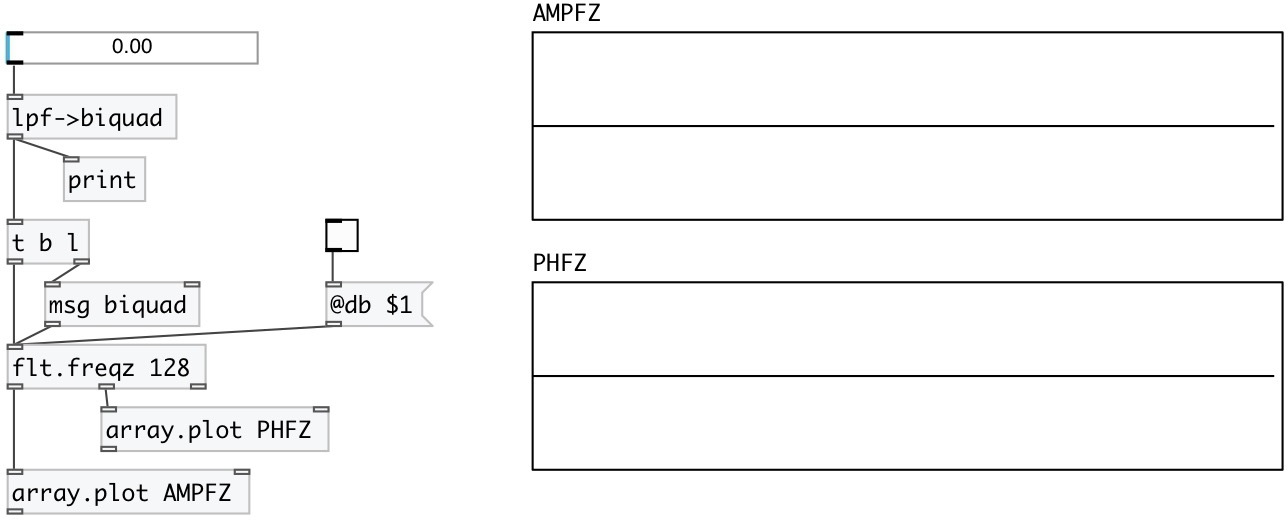 AMPFZ
0.00
lpf->biquad
print
t b l
PHFZ
msg biquad
@db $1
flt.freqz 128
array.plot PHFZ
array.plot AMPFZ